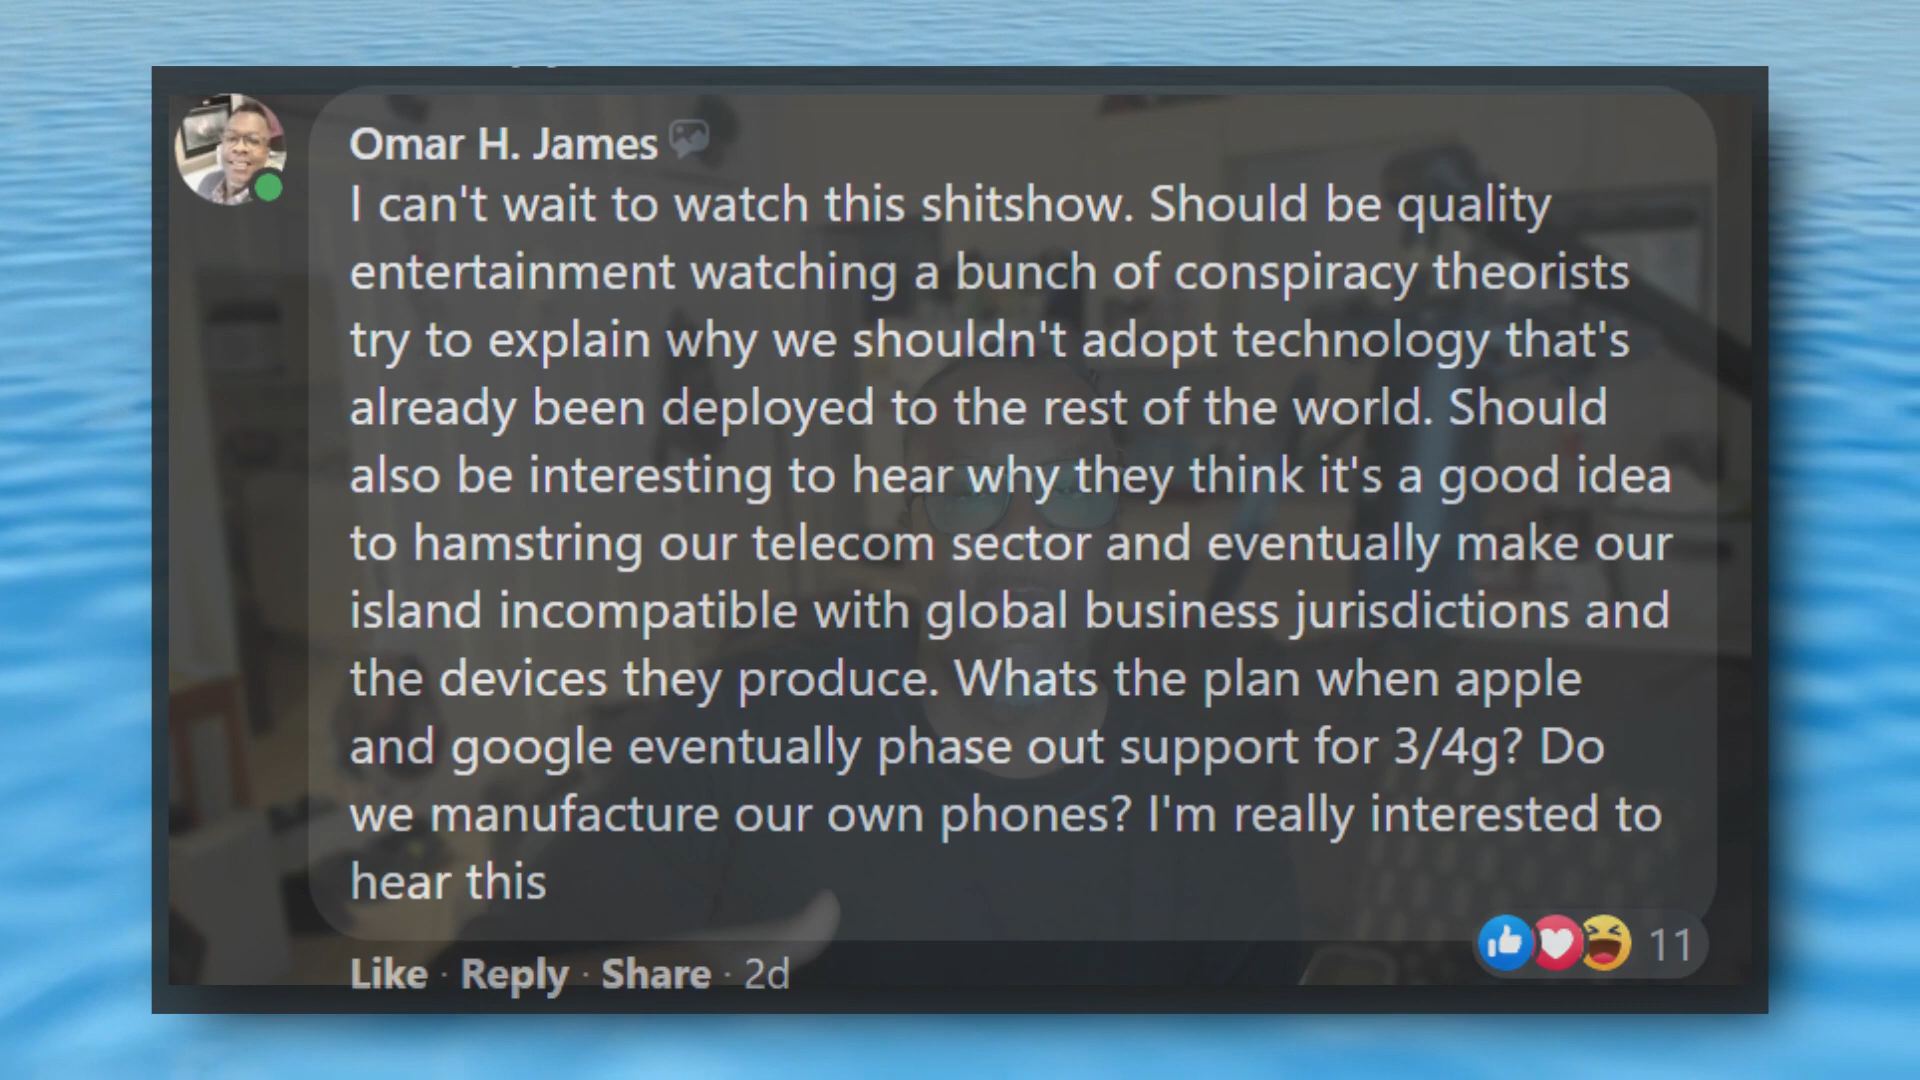 Omar H. James
I can't wait to watch this shitshow. Should be quality
entertainment watching a bunch of conspiracy theorists
try to explain why we shouldn't adopt technology that's
already been deployed to the rest of the world. Should
also be interesting to hear why they think it's a good idea
to hamstring our telecom sector and eventually make our
island incompatible with global business jurisdictions and
the devices they produce. Whats the plan when apple
and google eventually phase out support for 3/4g? Do
we manufacture our own phones? I'm really interested to
hear this
11
Like · Reply · Share · 2d